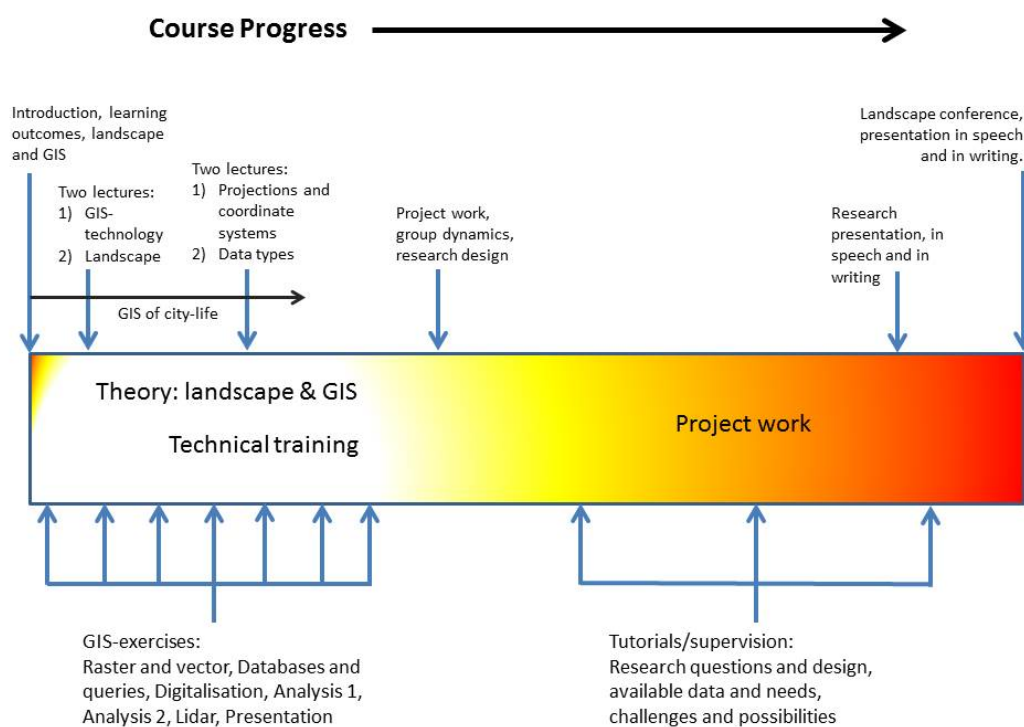 Course Progress
Introduction, learning
outcomes, landscape
and GIS
Two lectures:
1) GIS-
technology
2) Landscape
Two lectures:
1) Projections and
coordinate
systems
2) Data types
GIS of city-life
Project work,
group dynamics,
research design
Research
presentation, in
speech and in
writing
Landscape conference,
presentation in speech
and in writing.
Theory: landscape & GIS
Technical training
Project work
GIS-exercises:
Raster and vector, Databases and
queries, Digitalisation, Analysis 1,
Analysis 2, Lidar, Presentation
Tutorials/supervision:
Research questions and design,
available data and needs,
challenges and possibilities